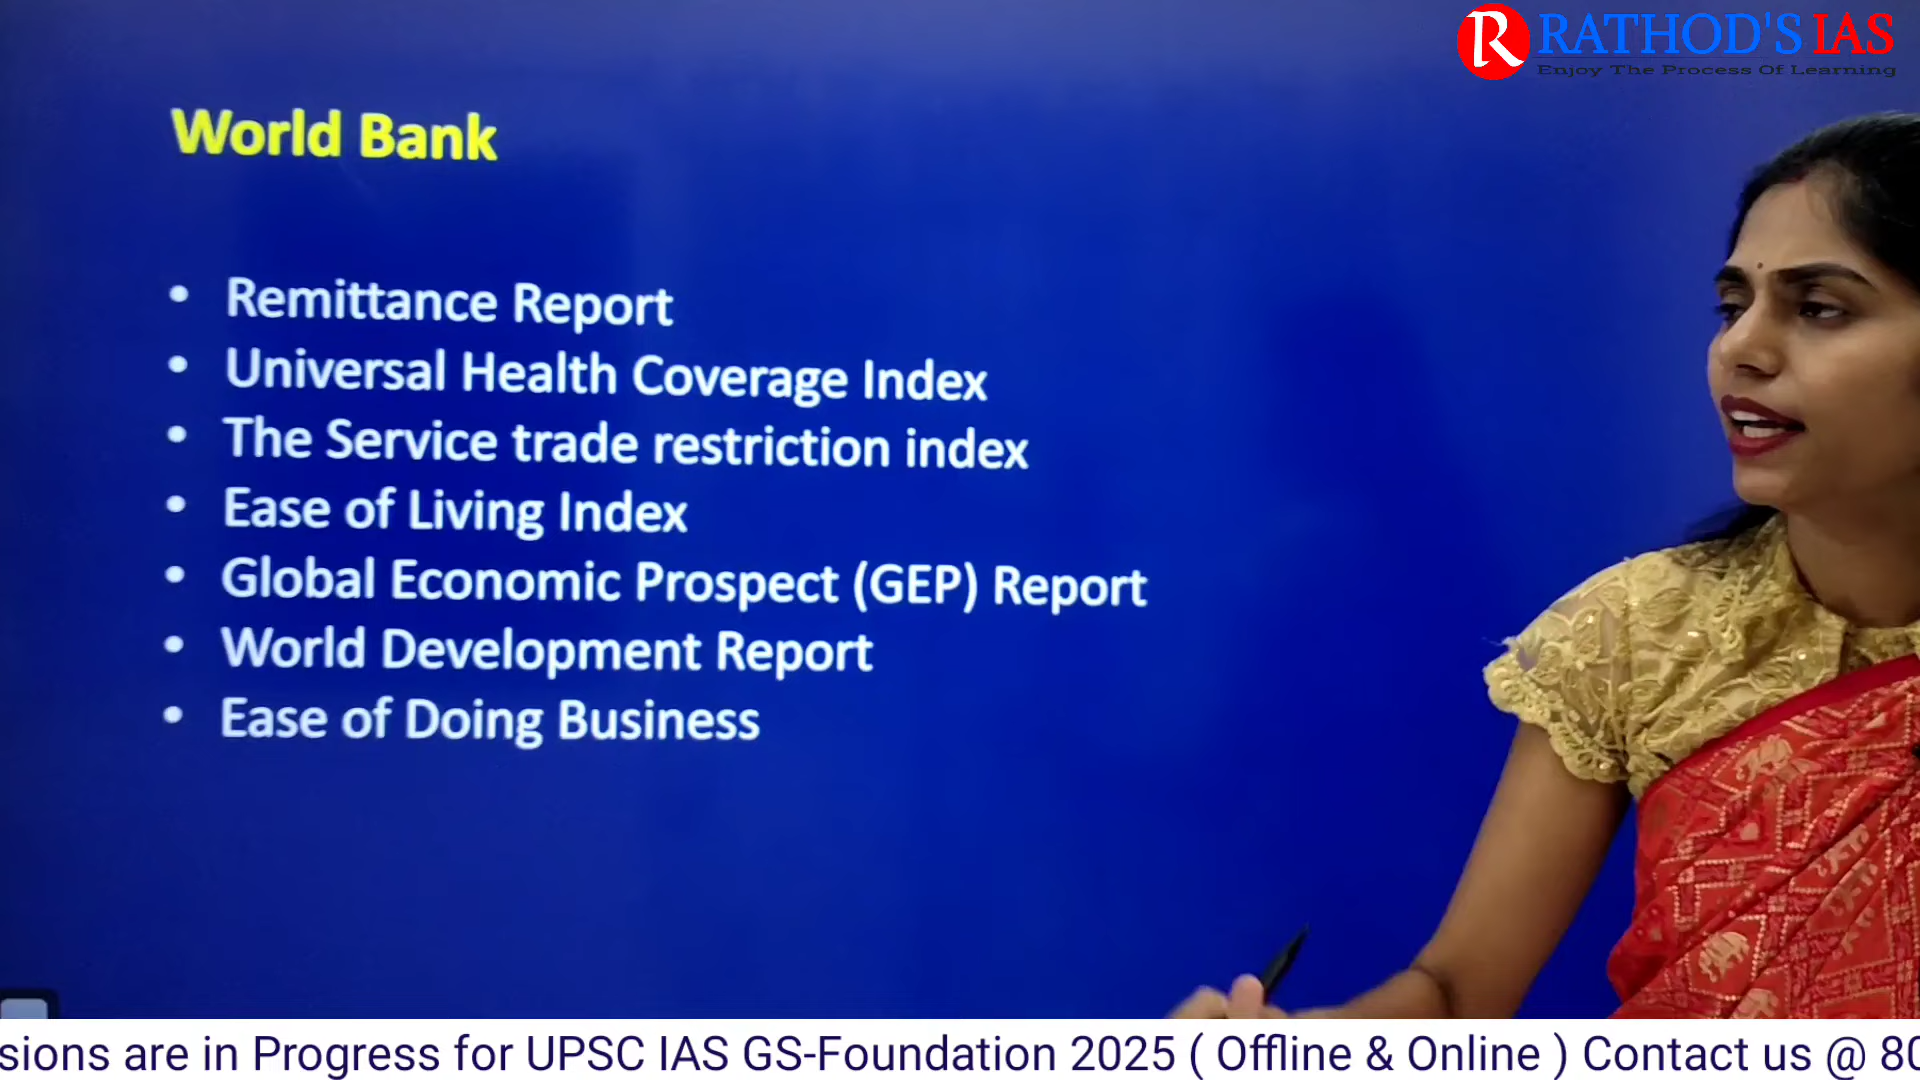 R RATHOD'S IAS
Enjoy The Process Of Learning
World Bank
• Remittance Report
• Universal Health Coverage Index
• The Service trade restriction index
• Ease of Living Index
• Global Economic Prospect (GEP) Report
• World Development Report
• Ease of Doing Business
sions are in Progress for UPSC IAS GS-Foundation 2025 ( Offline & Online ) Contact us @ 80